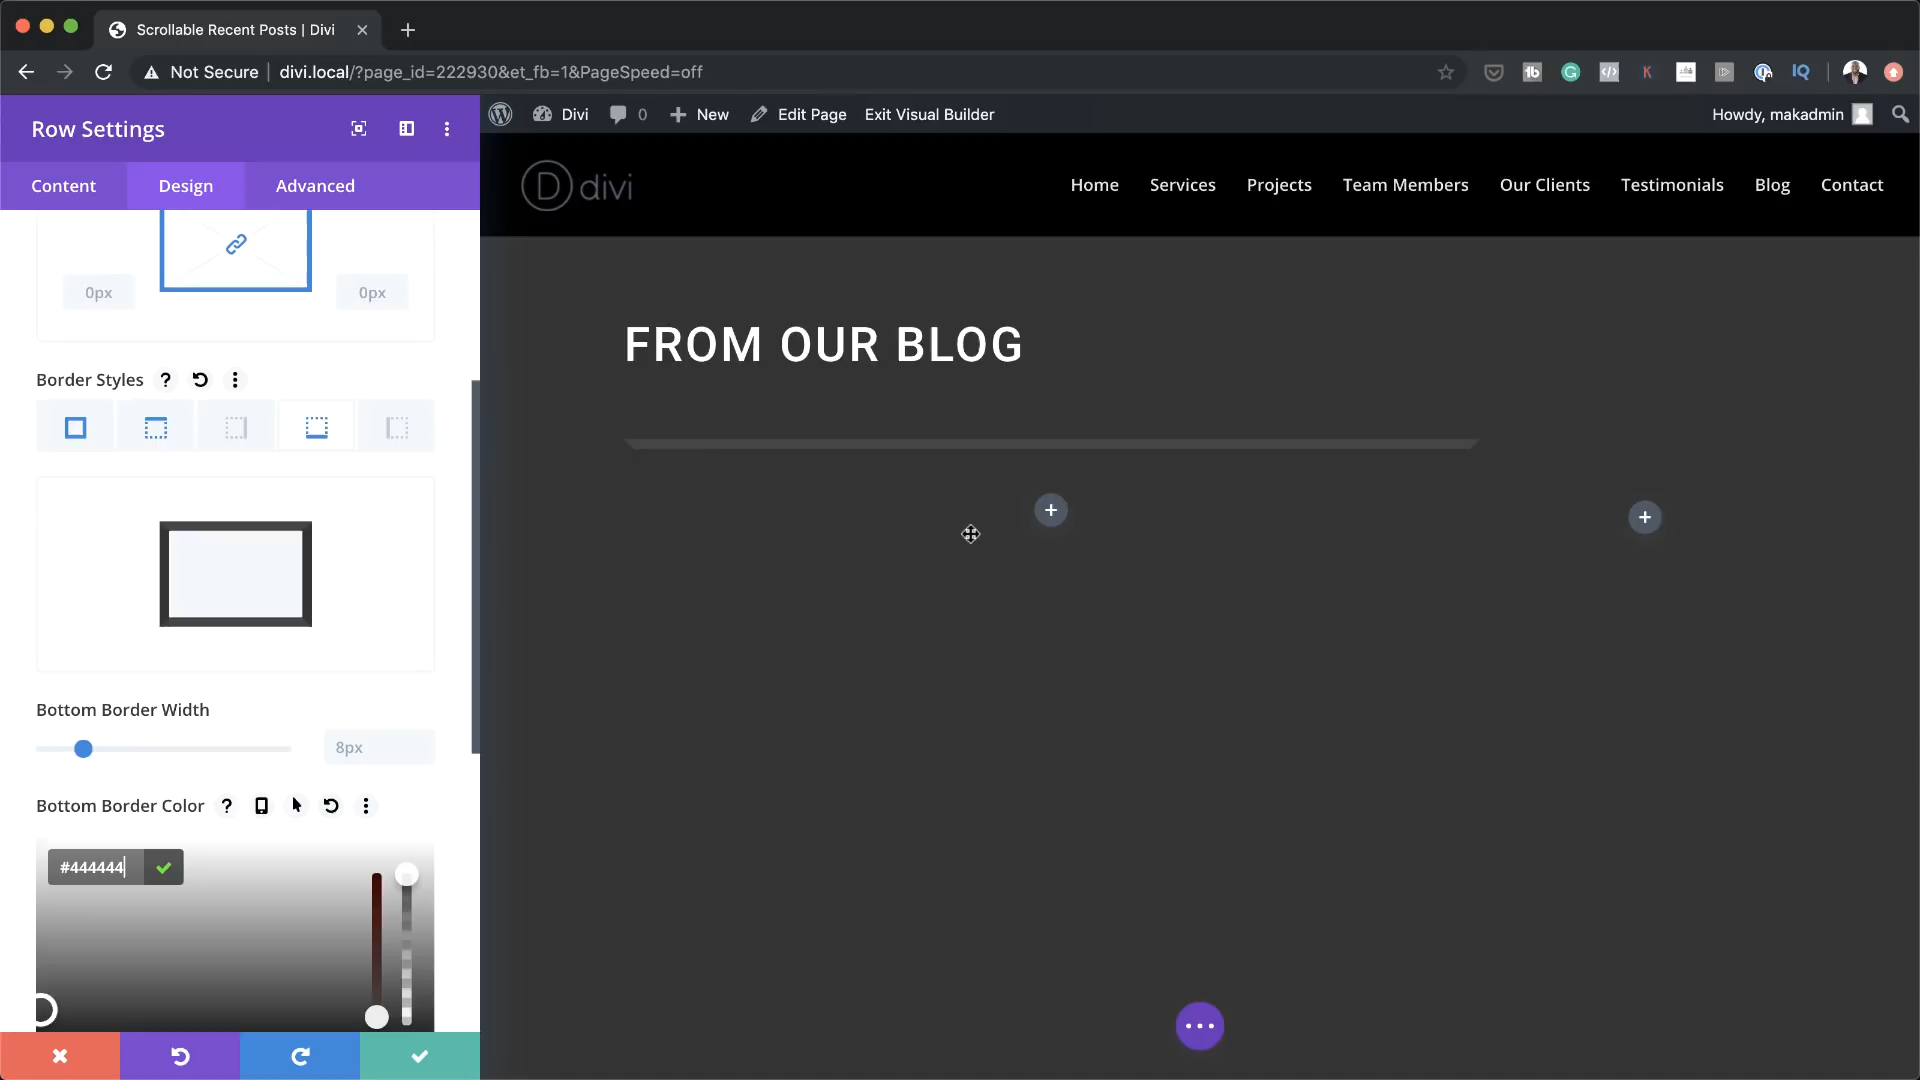 Scrollable Recent Posts | Divi
Not Secure
divi.local/?page_id=222930&et_fb=1&PageSpeed=off
Row Settings
Divi
0
New
Edit Page
Exit Visual Builder
Howdy, makadmin
Content
Design
Advanced
divi
Home
Services
Projects
Team Members
Our Clients
Testimonials
Blog
Contact
0px
0px
FROM OUR BLOG
Border Styles
Bottom Border Width
8px
Bottom Border Color
#444444